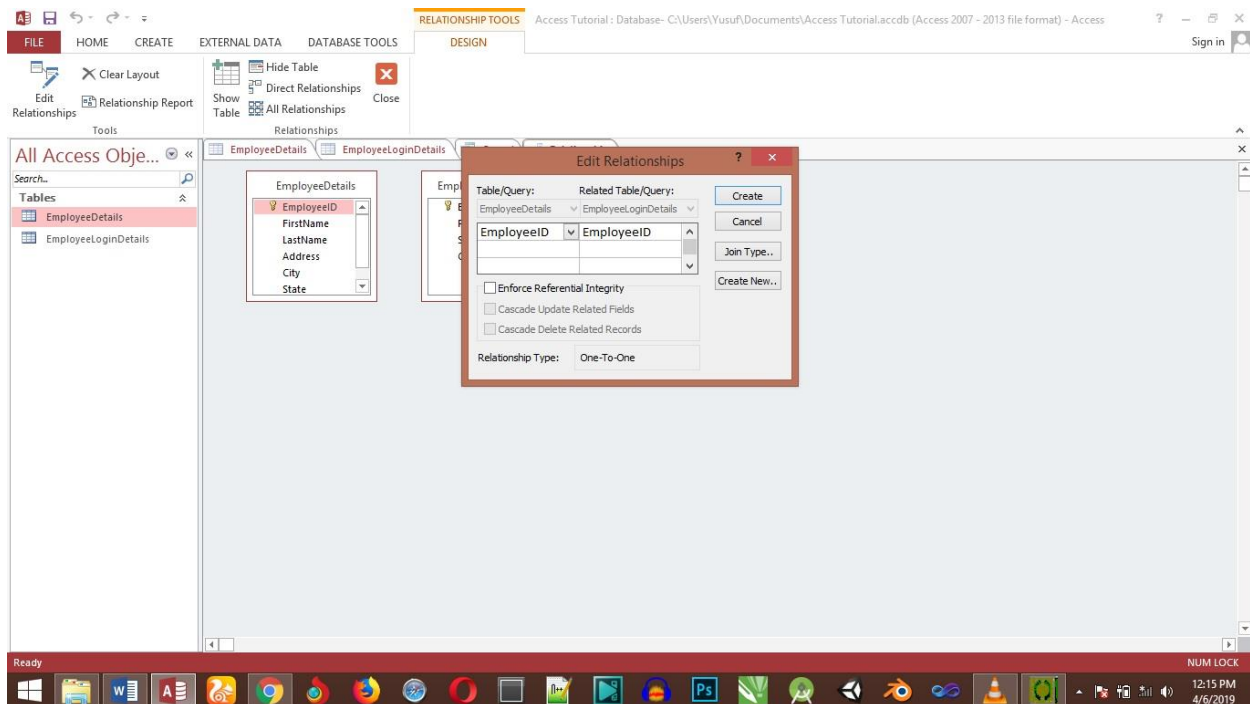 RELATIONSHIP TOOLS Access Tutorial : Database- C:\Users\Yusuf\Documents\Access Tutorial.accdb (Access 2007 - 2013 file format) - Access
FILE HOME CREATE EXTERNAL DATA DATABASE TOOLS DESIGN Sign in
Edit Relationships
Clear Layout
Relationship Report
Tools
Show Table
Hide Table
Direct Relationships
All Relationships
Close
Relationships
All Access Obje...
Search...
Tables
EmployeeDetails
EmployeeLoginDetails
EmployeeDetails EmployeeLoginDetails
EmployeeDetails
EmployeeID
FirstName
LastName
Address
City
State
Empl
Edit Relationships
Table/Query: Related Table/Query:
EmployeeDetails EmployeeLoginDetails
EmployeeID EmployeeID
Enforce Referential Integrity
Cascade Update Related Fields
Cascade Delete Related Records
Relationship Type: One-To-One
Create
Cancel
Join Type..
Create New..
Ready NUM LOCK
12:15 PM
4/6/2019